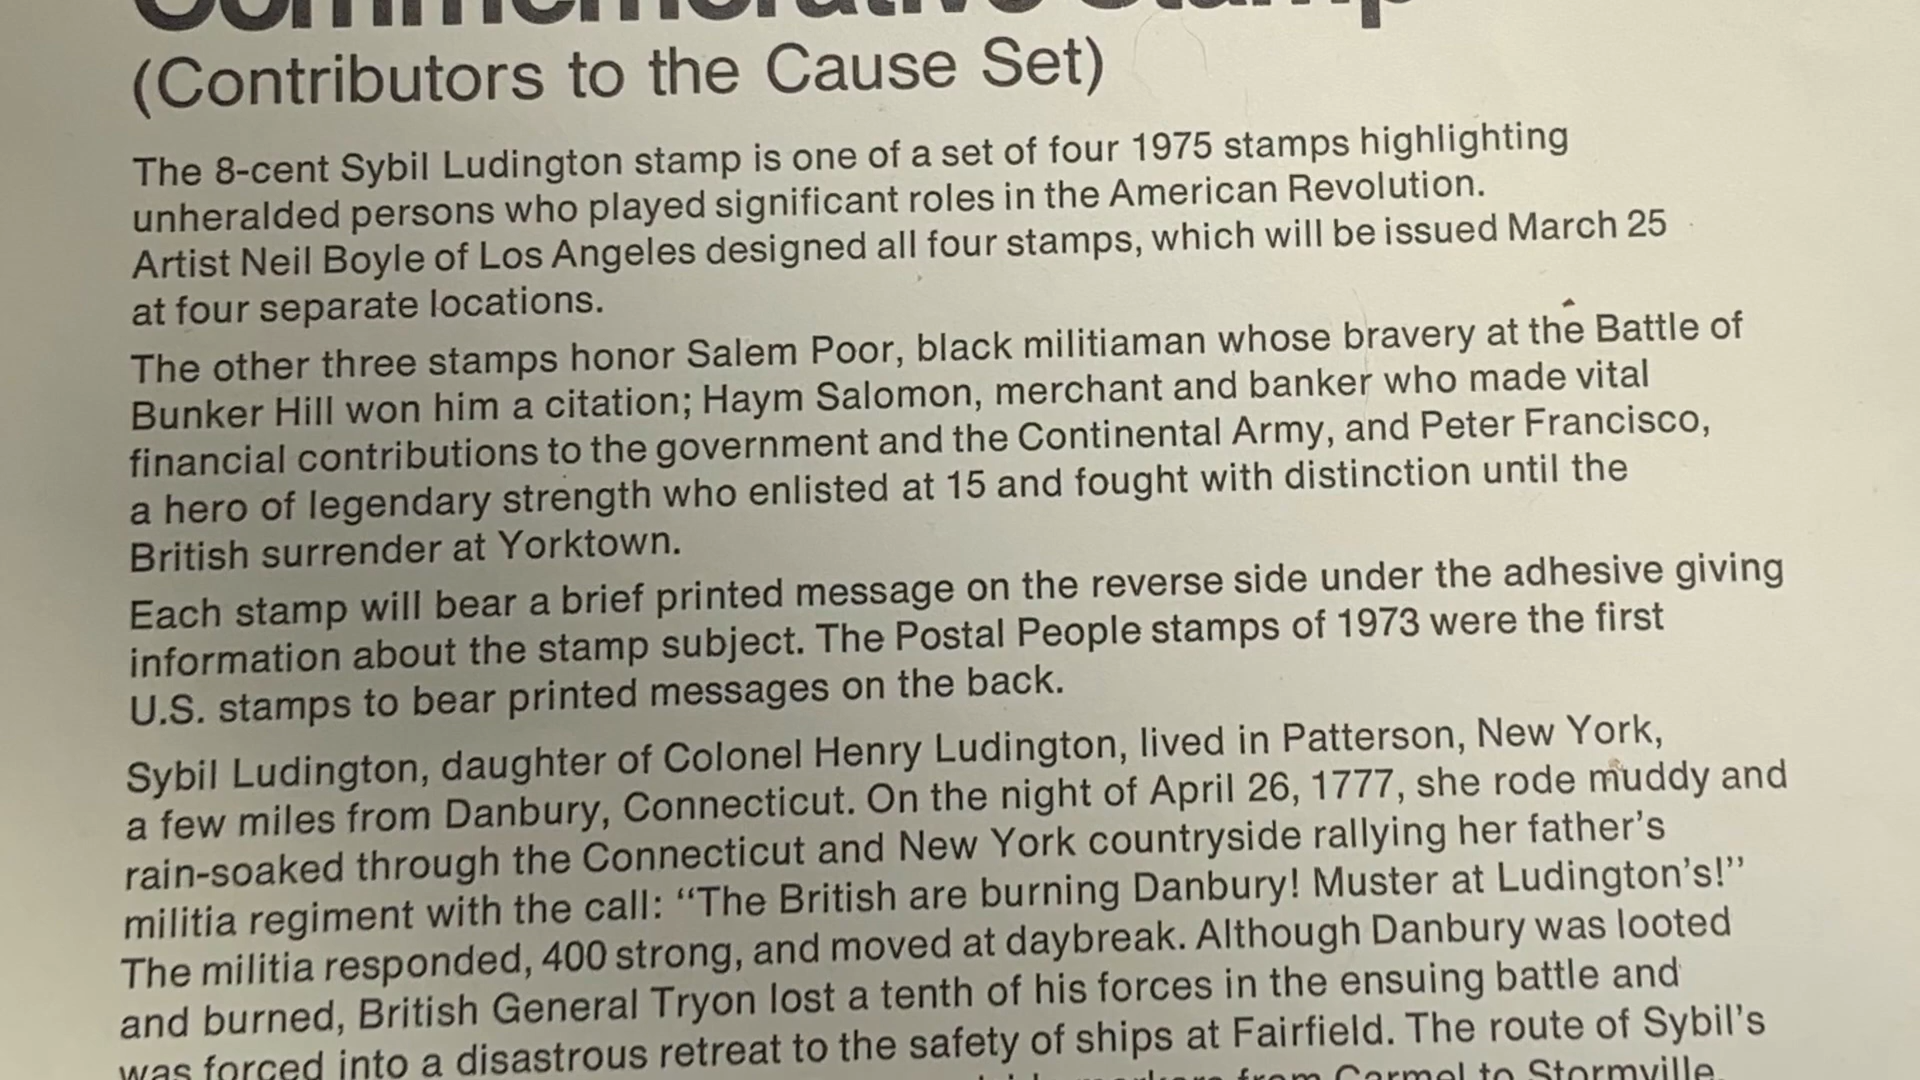 Commemorative Stamp
(Contributors to the Cause Set)
The 8-cent Sybil Ludington stamp is one of a set of four 1975 stamps highlighting
unheralded persons who played significant roles in the American Revolution.
Artist Neil Boyle of Los Angeles designed all four stamps, which will be issued March 25
at four separate locations.
The other three stamps honor Salem Poor, black militiaman whose bravery at the Battle of
Bunker Hill won him a citation; Haym Salomon, merchant and banker who made vital
financial contributions to the government and the Continental Army, and Peter Francisco,
a hero of legendary strength who enlisted at 15 and fought with distinction until the
British surrender at Yorktown.
Each stamp will bear a brief printed message on the reverse side under the adhesive giving
information about the stamp subject. The Postal People stamps of 1973 were the first
U.S. stamps to bear printed messages on the back.
Sybil Ludington, daughter of Colonel Henry Ludington, lived in Patterson, New York,
a few miles from Danbury, Connecticut. On the night of April 26, 1777, she rode muddy and
rain-soaked through the Connecticut and New York countryside rallying her father's
militia regiment with the call: “The British are burning Danbury! Muster at Ludington's!”
The militia responded, 400 strong, and moved at daybreak. Although Danbury was looted
and burned, British General Tryon lost a tenth of his forces in the ensuing battle and
was forced into a disastrous retreat to the safety of ships at Fairfield. The route of Sybil's
from Carmel to Stormville,